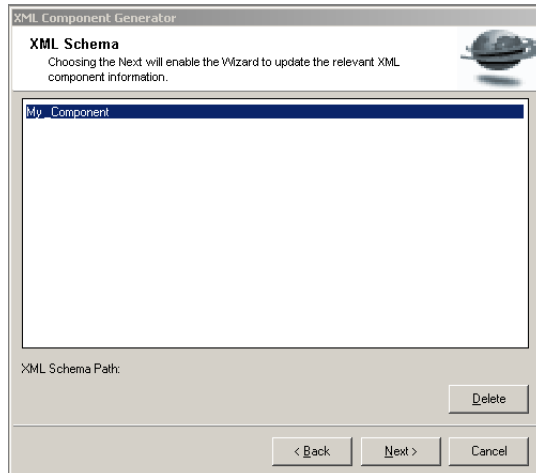 XML Component Generator
XML Schema
Choosing the Next will enable the Wizard to update the relevant XML
component information.
My_Component
XML Schema Path:
Delete
< Back
Next >
Cancel